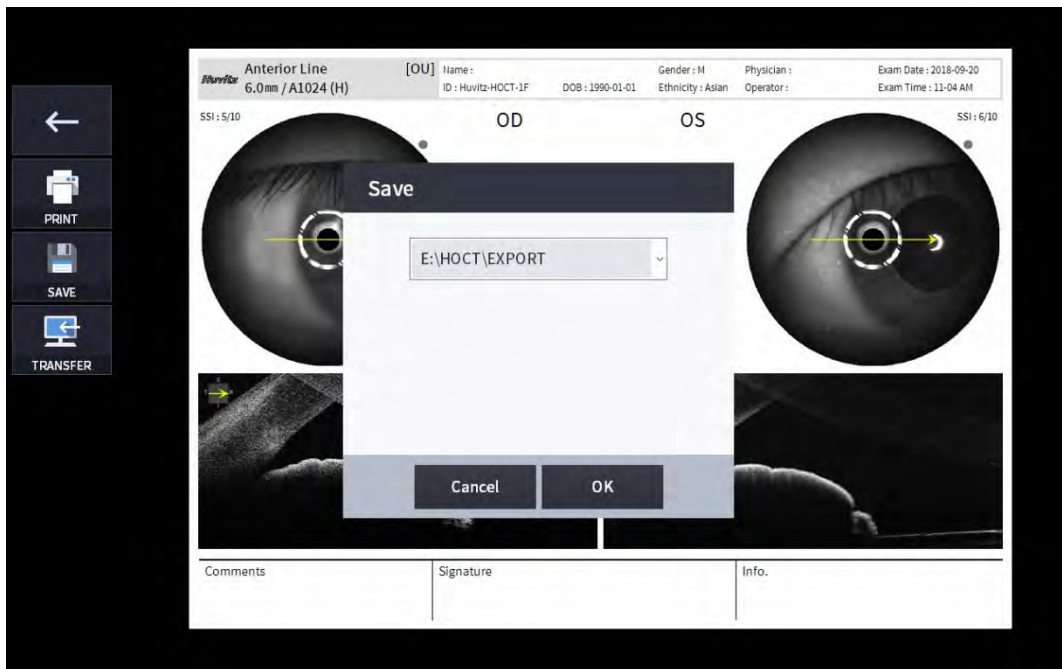 Huvitz
Anterior Line [OU]
6.0mm / A1024 (H)
Name :
ID : Huvitz-HOCT-1F
DOB : 1990-01-01
Gender : M
Ethnicity : Asian
Physician :
Operator :
Exam Date : 2018-09-20
Exam Time : 11-04 AM
SSI : 5/10
OD
OS
SSI : 6/10
PRINT
SAVE
TRANSFER
Save
E:\HOCT\EXPORT
Cancel
OK
Comments
Signature
Info.